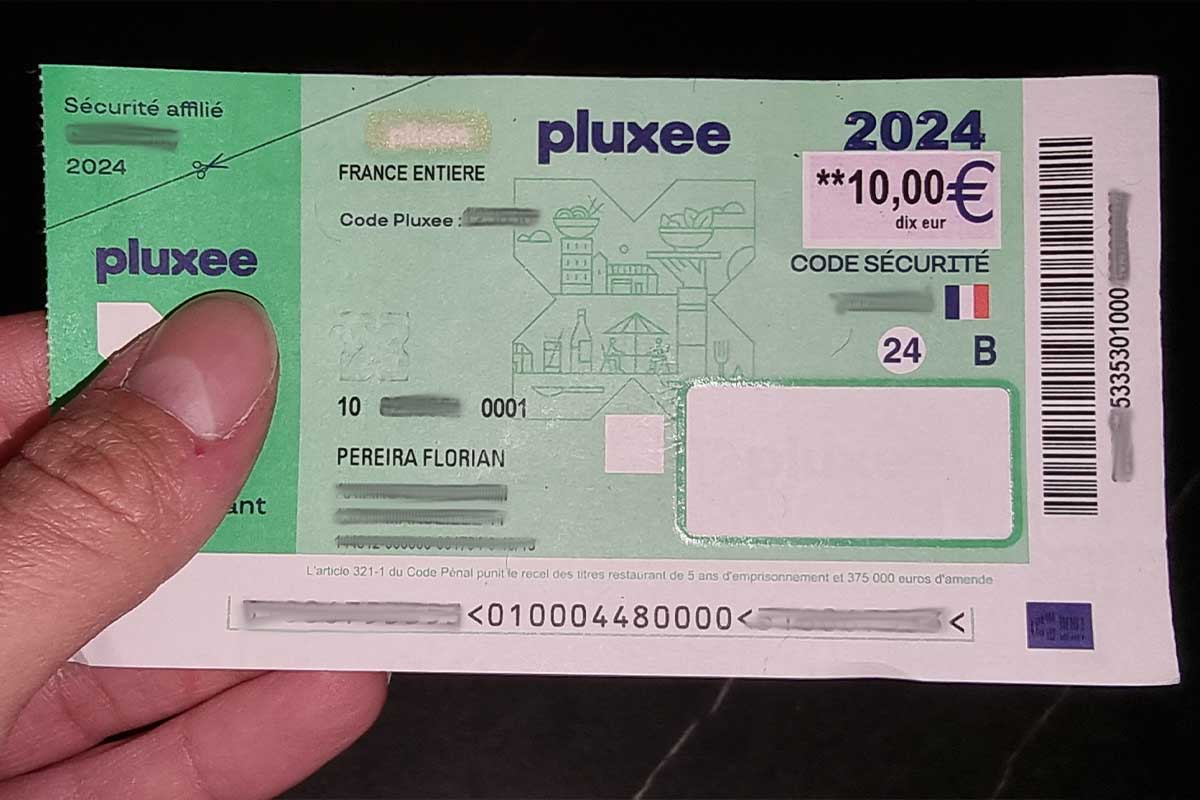 Sécurité affilié
2024
pluxee
ant
FRANCE ENTIERE
Code Pluxee :
10 0001
PEREIRA FLORIAN
pluxee
2024
**10,00€
dix eur
CODE SÉCURITÉ
24 B
L'article 321-1 du Code Pénal punit le recel des titres restaurant de 5 ans d'emprisonnement et 375 000 euros d'amende
<010004480000< <
5335301000